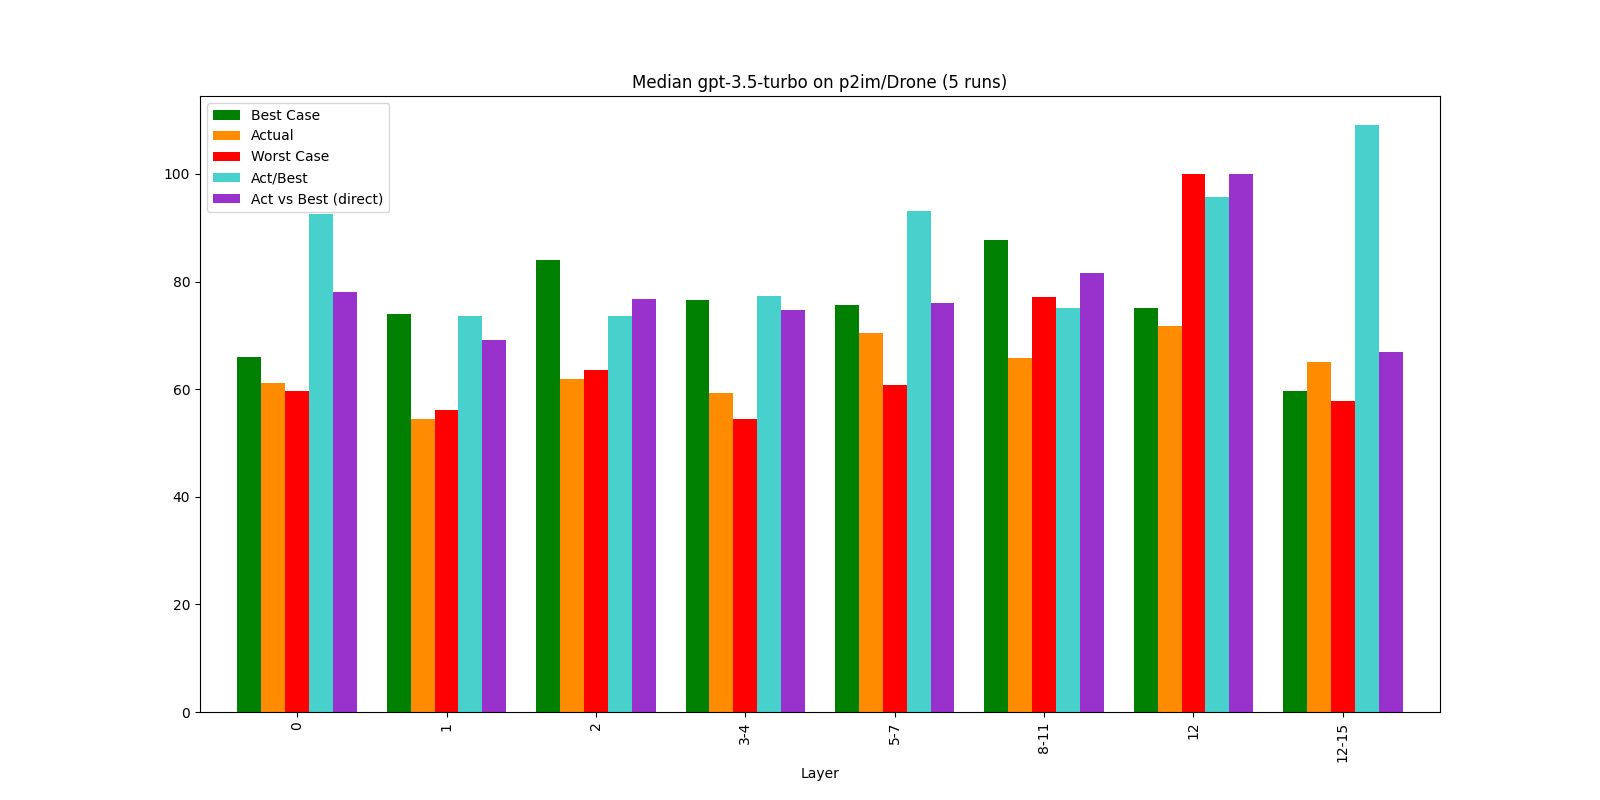 Median gpt-3.5-turbo on p2im/Drone (5 runs)
Best Case
Actual
Worst Case
Act/Best
Act vs Best (direct)
100
80
60
40
20
0
0
1
2
3-4
5-7
8-11
12
12-15
Layer